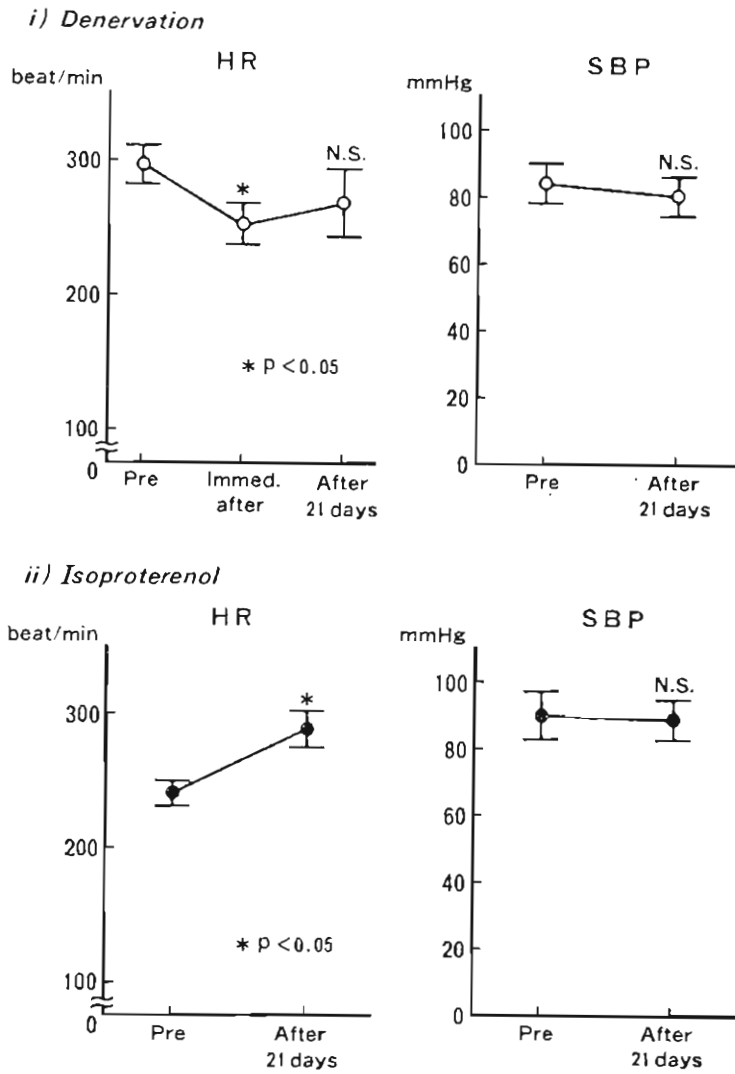 i) Denervation
HR
beat/min
300
200
100
0
*
N.S.
* p<0.05
Pre
Immed. after
After 21 days
SBP
mmHg
100
80
60
40
20
0
N.S.
Pre
After 21 days
ii) Isoproterenol
HR
beat/min
300
200
100
0
*
* p<0.05
Pre
After 21 days
SBP
mmHg
100
80
60
40
20
0
N.S.
Pre
After 21 days